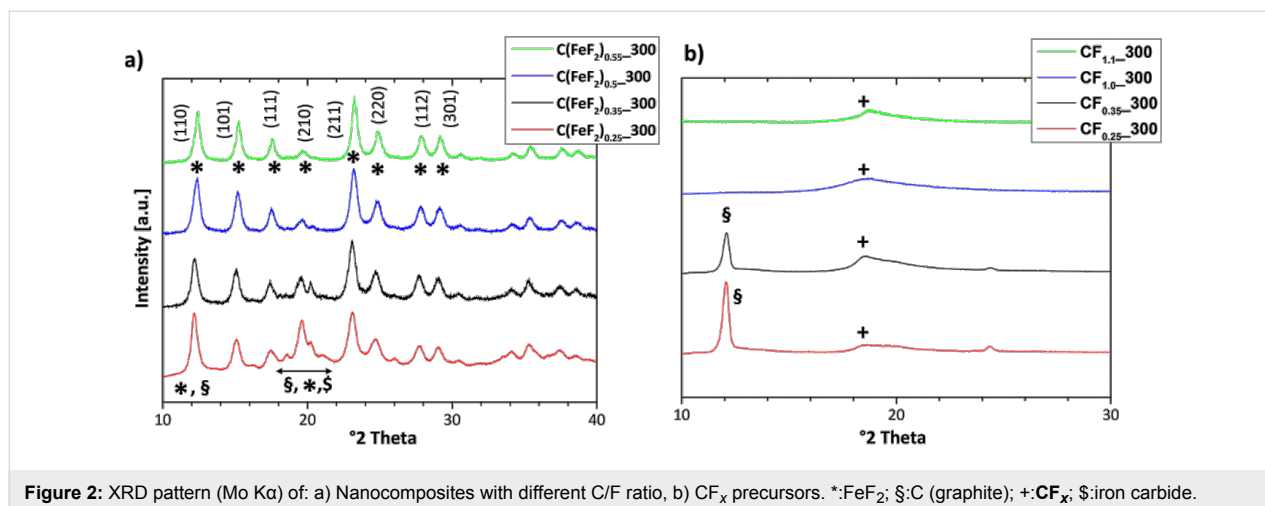 a)
C(FeF2)0.55_300
C(FeF2)0.5_300
C(FeF2)0.35_300
C(FeF2)0.25_300
(110)
(101)
(111)
(210)
(211)
(220)
(112)
(301)
* * * * * * * *
*, §
§, *,$
Intensity [a.u.]
10 20 30 40
°2 Theta
b)
CF1.1_300
CF1.0_300
CF0.35_300
CF0.25_300
+
+
§
+
§
+
10 20 30
°2 Theta
Figure 2: XRD pattern (Mo Kα) of: a) Nanocomposites with different C/F ratio, b) CFx precursors. *:FeF2; §:C (graphite); +:CFx; $:iron carbide.